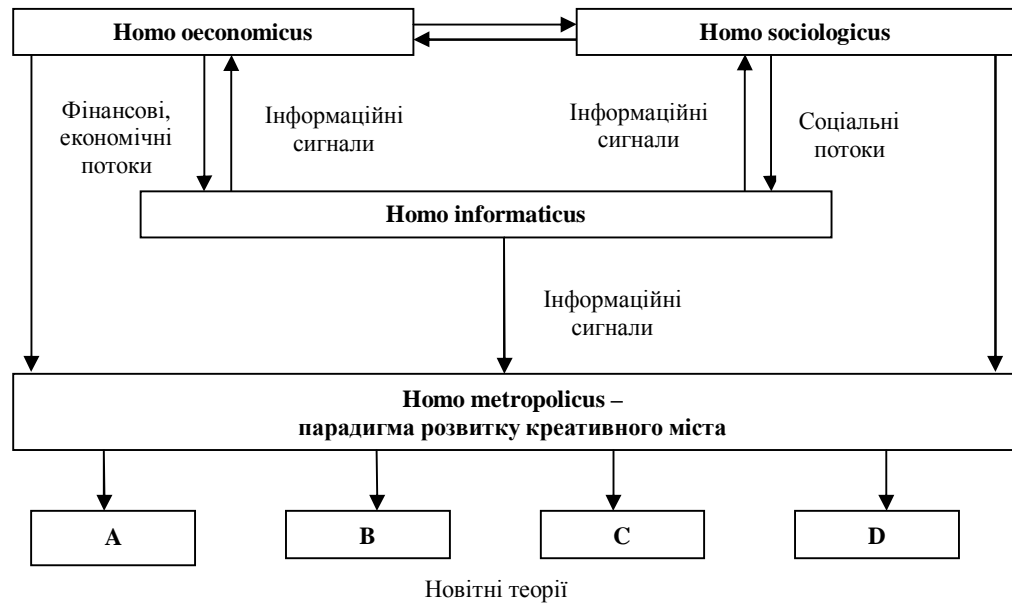 Homo oeconomicus
Homo sociologicus
Фінансові,
економічні
потоки
Інформаційні
сигнали
Інформаційні
сигнали
Соціальні
потоки
Homo informaticus
Інформаційні
сигнали
Homo metropolicus –
парадигма розвитку креативного міста
A
B
C
D
Новітні теорії